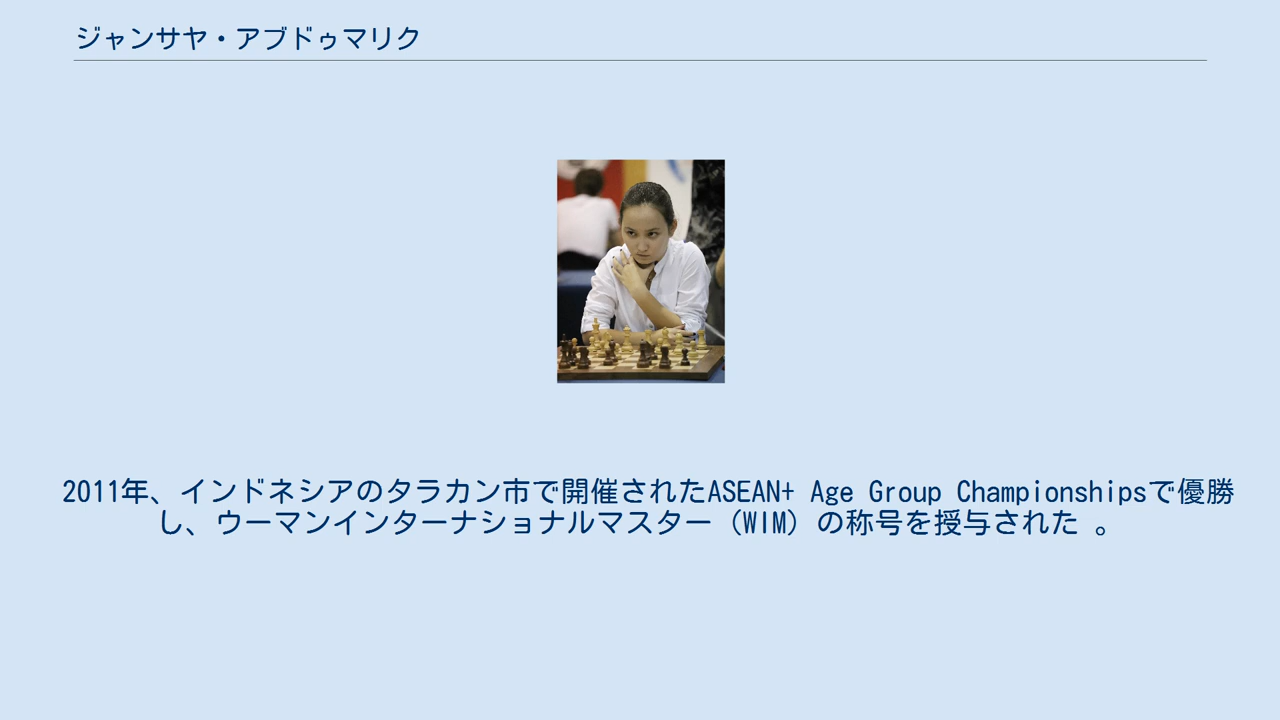 ジャンサヤ・アブドゥマリク
2011年、インドネシアのタラカン市で開催されたASEAN+ Age Group Championshipsで優勝
し、ウーマンインターナショナルマスター（WIM）の称号を授与された 。